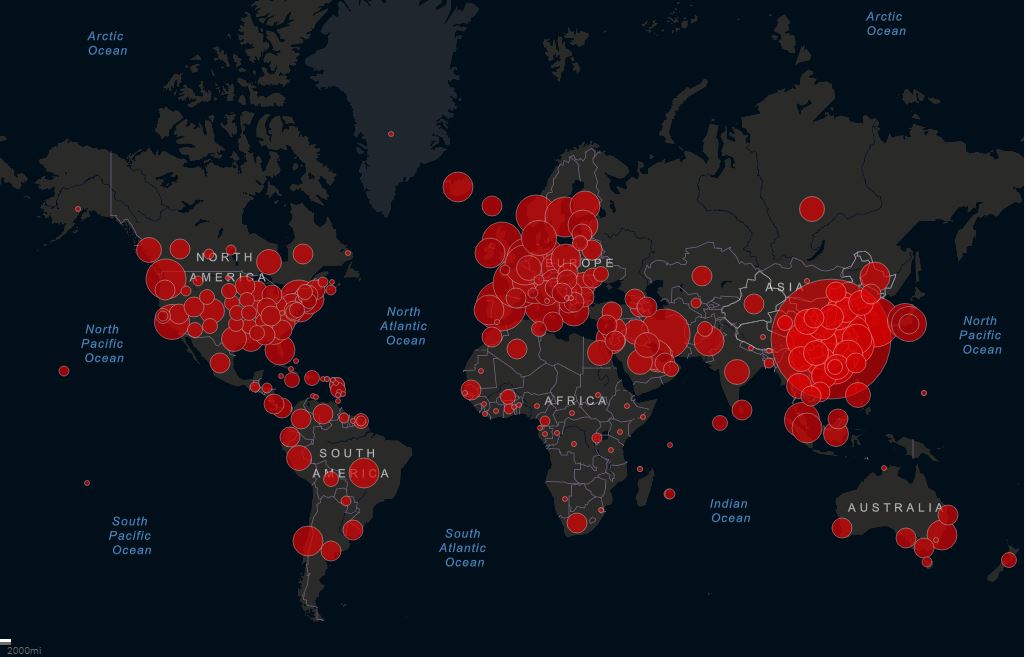 Arctic
Ocean
Arctic
Ocean
NORTH
AMERICA
EUROPE
ASIA
North
Pacific
Ocean
North
Atlantic
Ocean
North
Pacific
Ocean
AFRICA
SOUTH
AMERICA
South
Pacific
Ocean
South
Atlantic
Ocean
Indian
Ocean
AUSTRALIA
2000mi